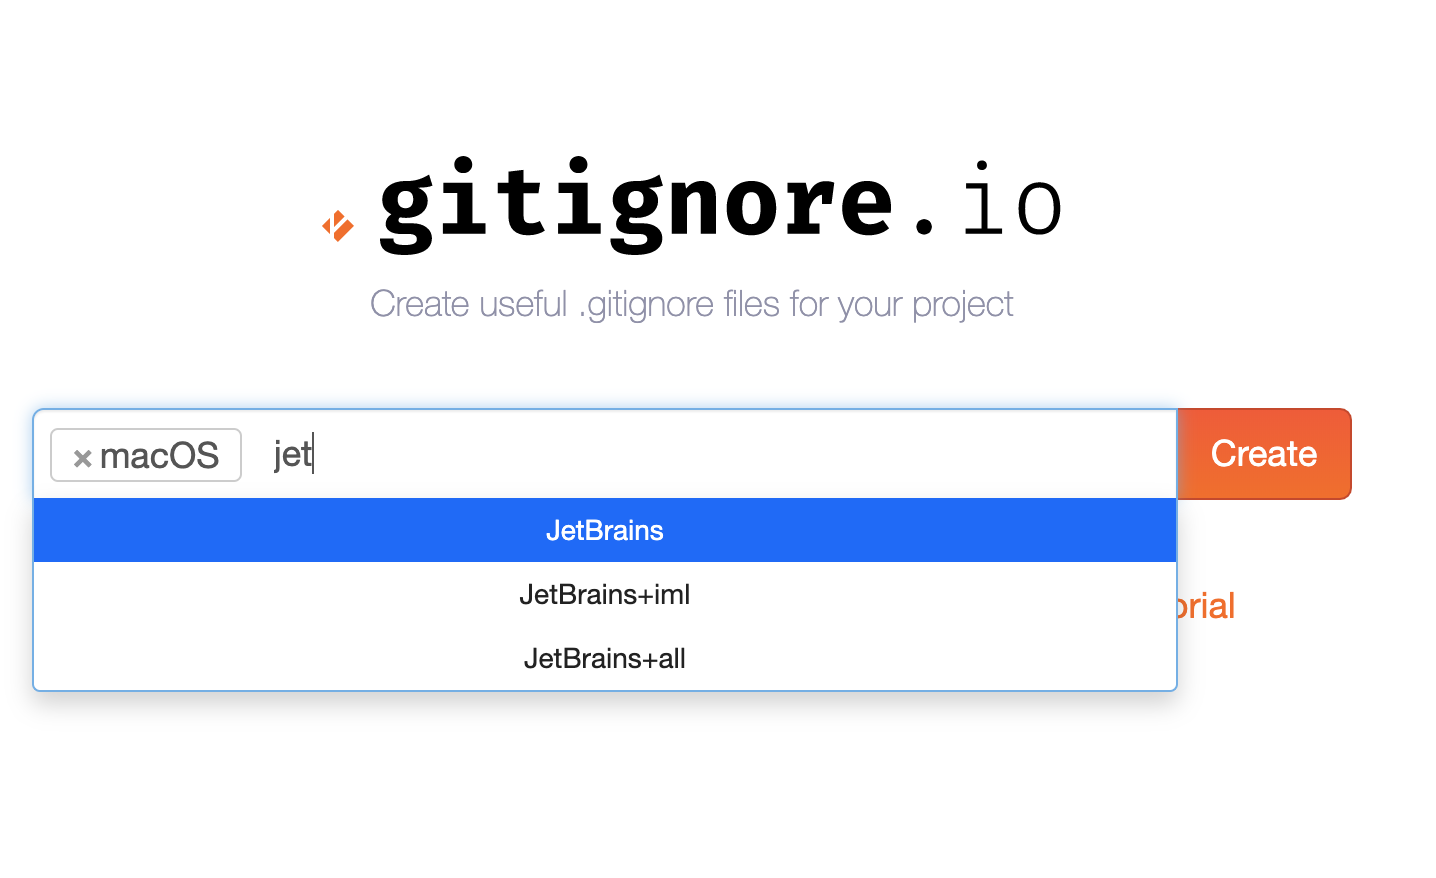 gitignore.io
Create useful .gitignore files for your project
×macOS jet
Create
JetBrains
JetBrains+iml
orial
JetBrains+all